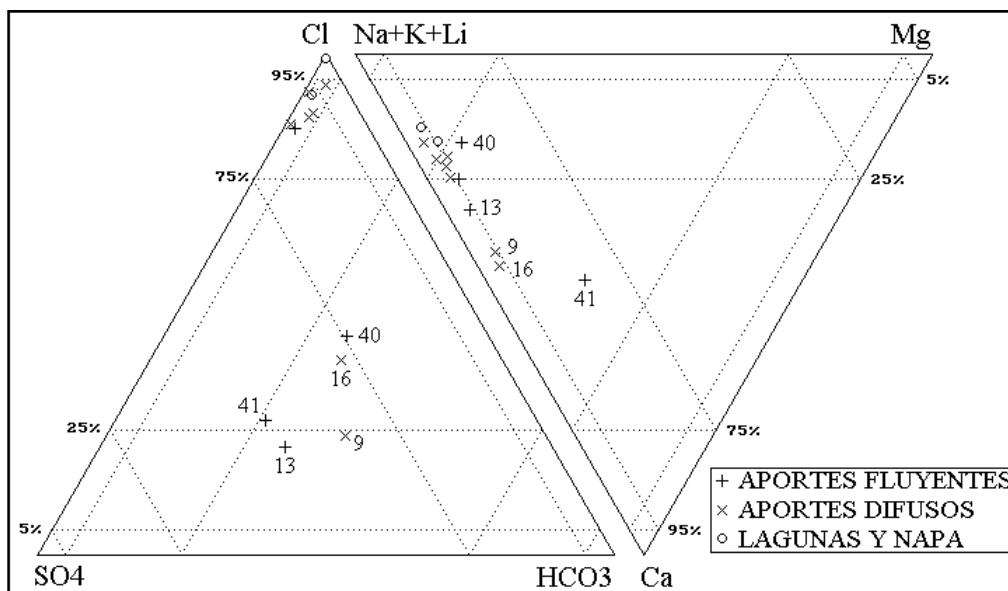 Cl Na+K+Li Mg
95% 5%
40
75% 25%
13
9
16
41
40
16
41
25% 9 75%
13
+ APORTES FLUYENTES
× APORTES DIFUSOS
5% 95%
○ LAGUNAS Y NAPA
SO4 HCO3 Ca